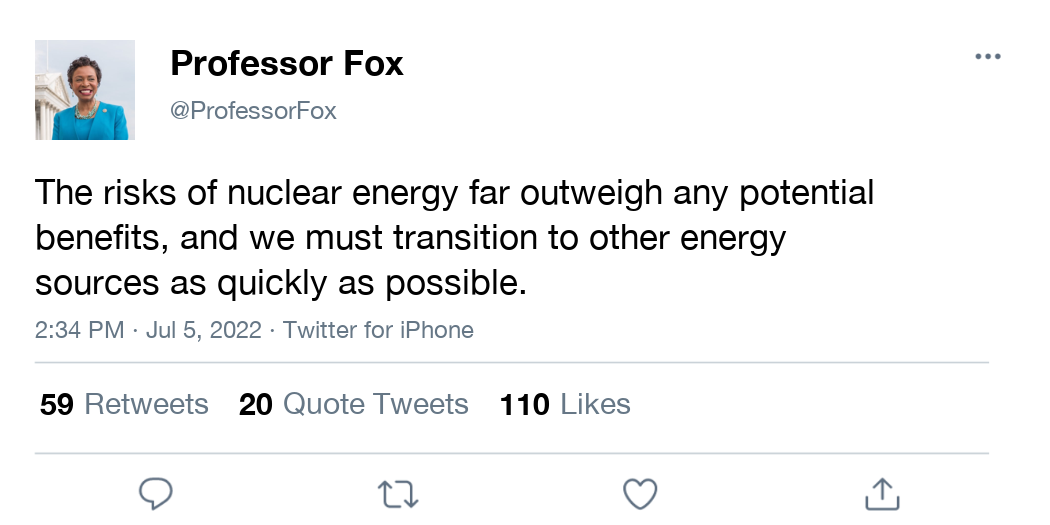 Professor Fox
@ProfessorFox
The risks of nuclear energy far outweigh any potential
benefits, and we must transition to other energy
sources as quickly as possible.
2:34 PM · Jul 5, 2022 · Twitter for iPhone
59 Retweets 20 Quote Tweets 110 Likes